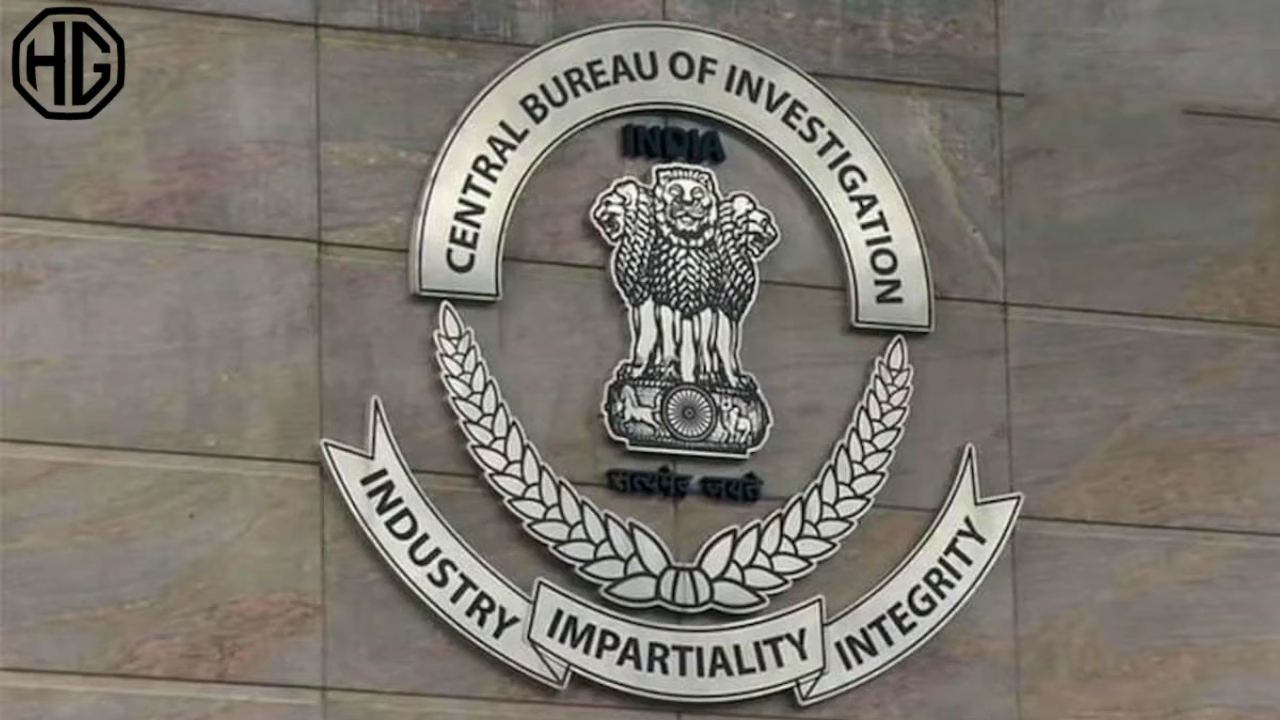 HG
CENTRAL BUREAU OF INVESTIGATION
INDIA
सत्यमेव जयते
INDUSTRY
IMPARTIALITY
INTEGRITY